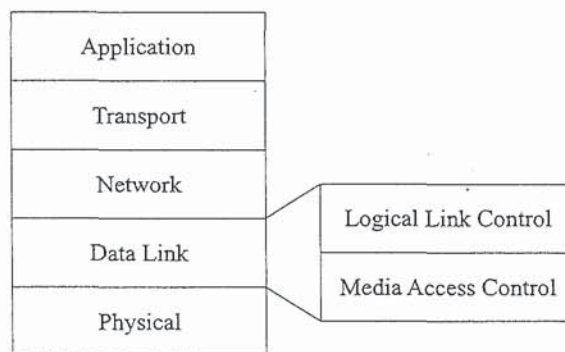 Application
Transport
Network
Data Link
Physical
Logical Link Control
Media Access Control